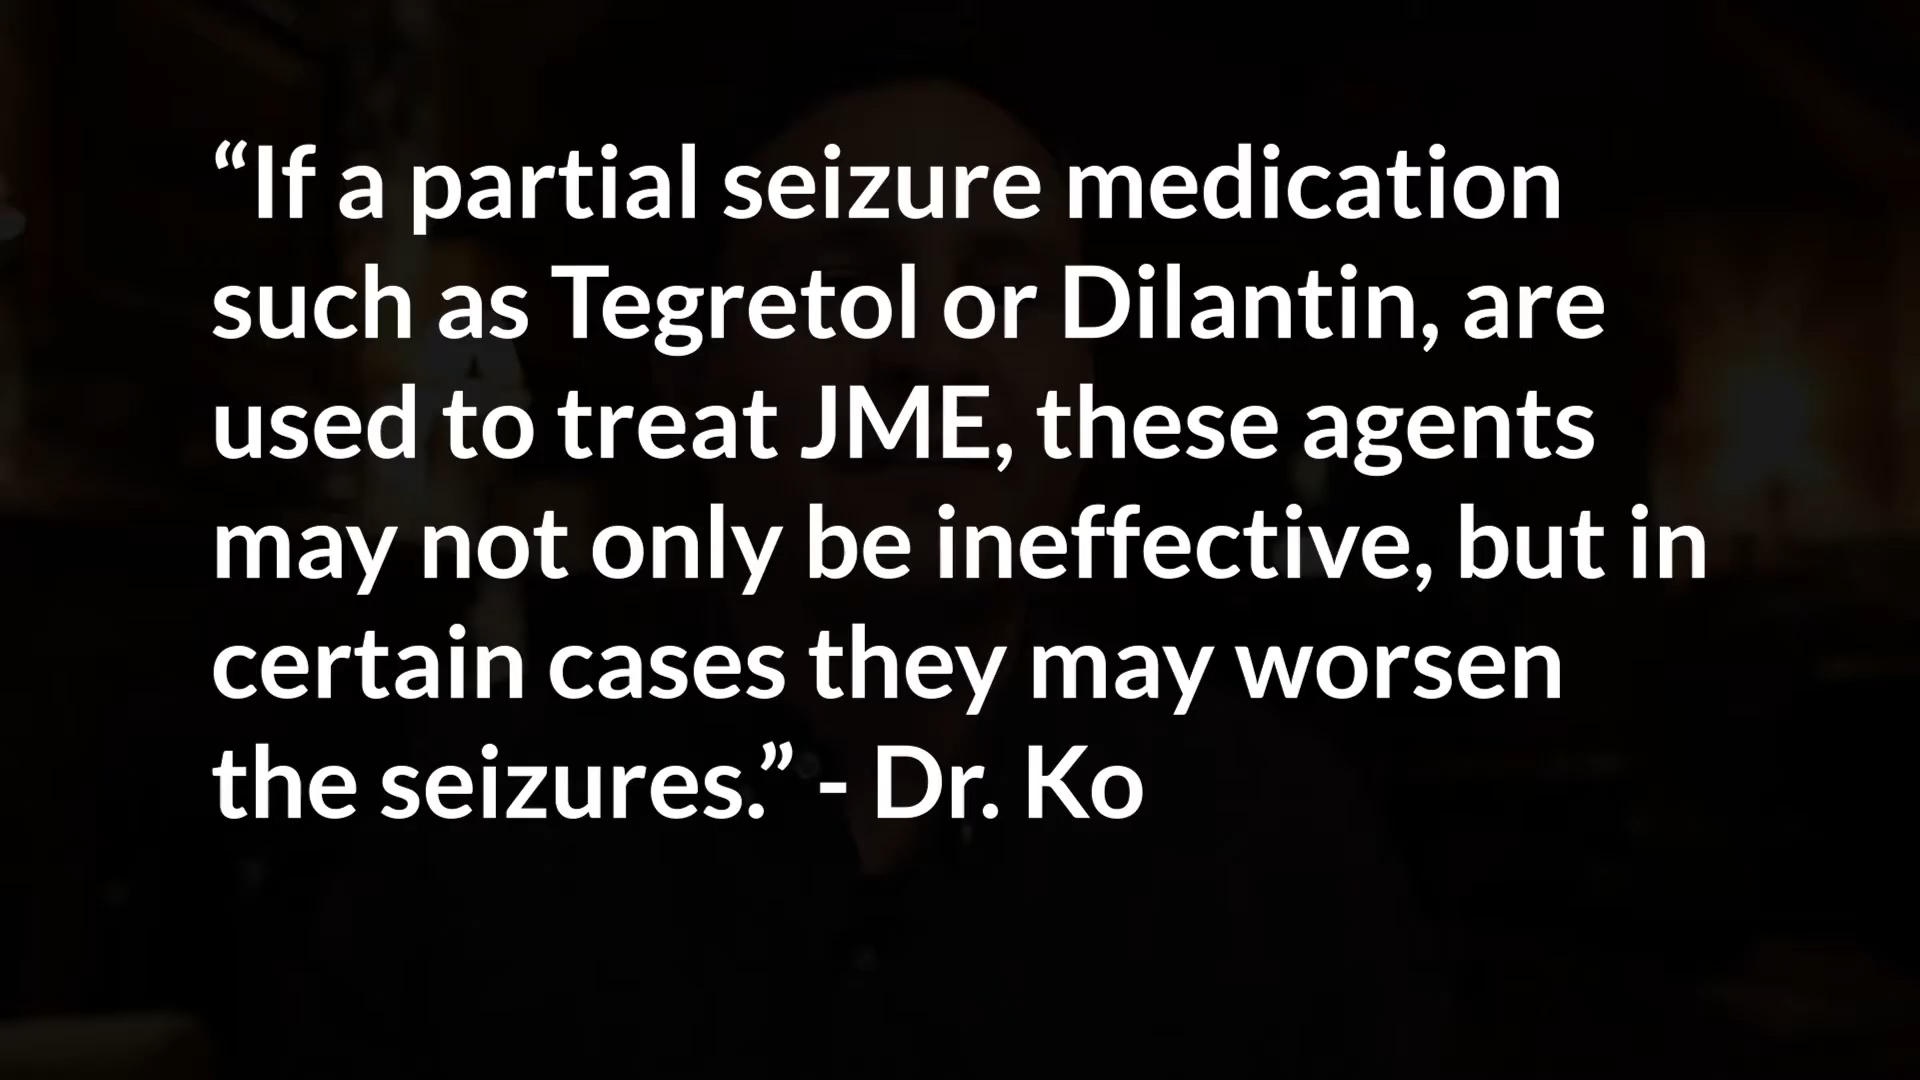 “If a partial seizure medication
such as Tegretol or Dilantin, are
used to treat JME, these agents
may not only be ineffective, but in
certain cases they may worsen
the seizures.” - Dr. Ko